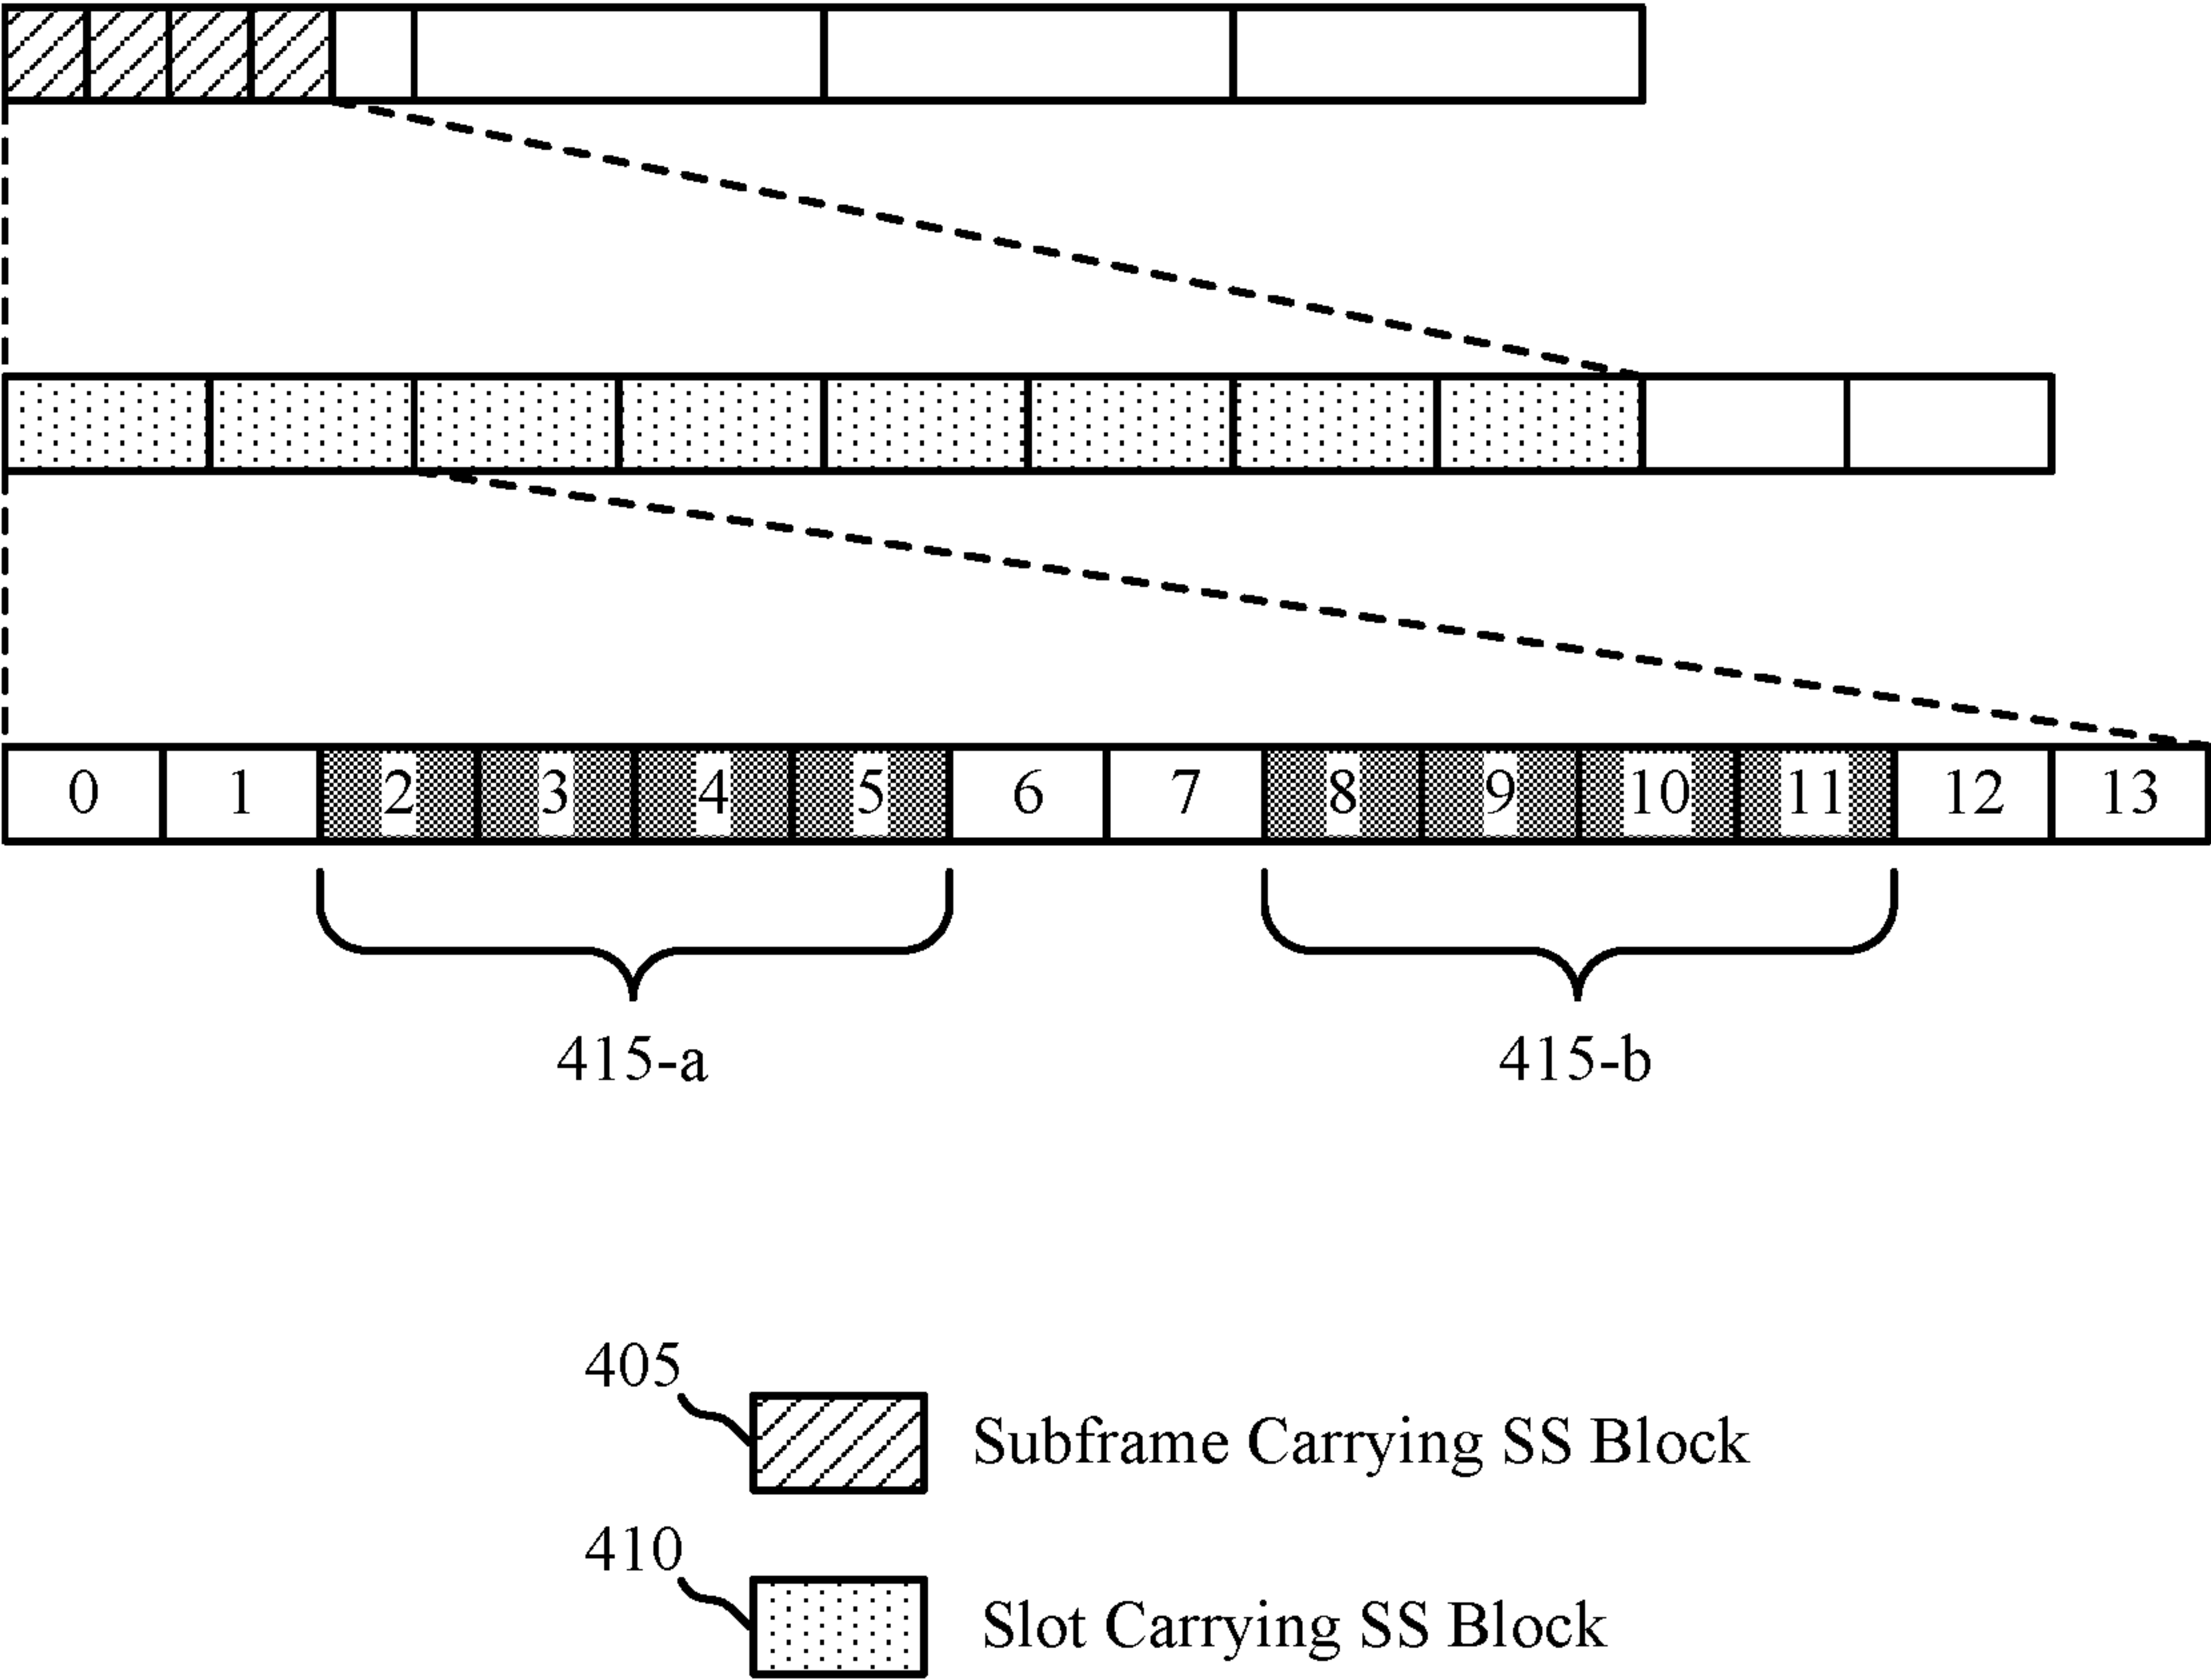 0 1 2 3 4 5 6 7 8 9 10 11 12 13
415-a 415-b
405
Subframe Carrying SS Block
410
Slot Carrying SS Block